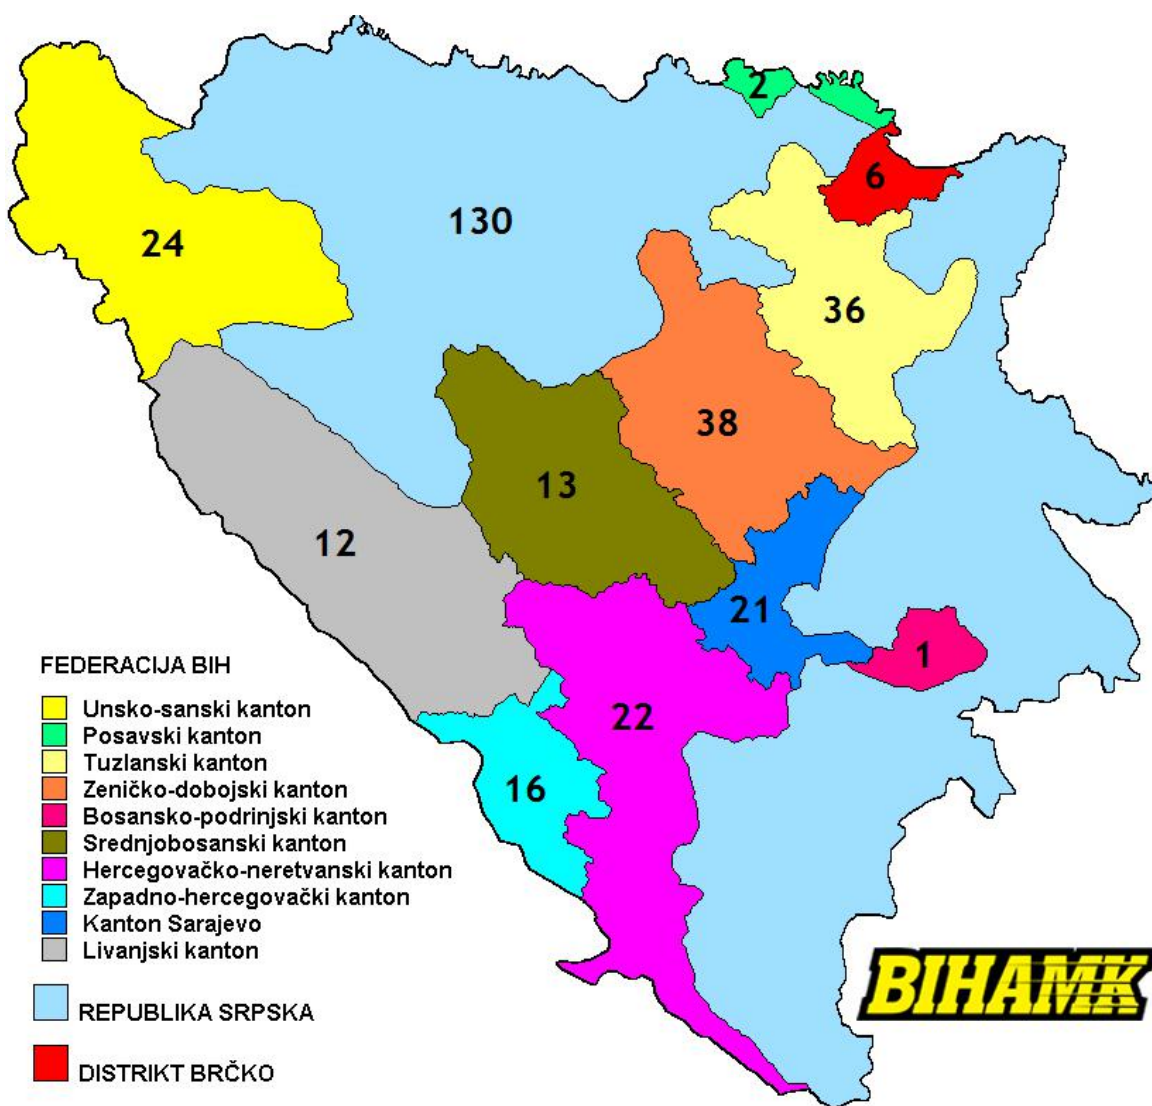 2
6
130
24
36
38
13
12
21
1
22
16
FEDERACIJA BIH
Unsko-sanski kanton
Posavski kanton
Tuzlanski kanton
Zeničko-dobojski kanton
Bosansko-podrinjski kanton
Srednjobosanski kanton
Hercegovačko-neretvanski kanton
Zapadno-hercegovački kanton
Kanton Sarajevo
Livanjski kanton
REPUBLIKA SRPSKA
DISTRIKT BRČKO
BIHAMK